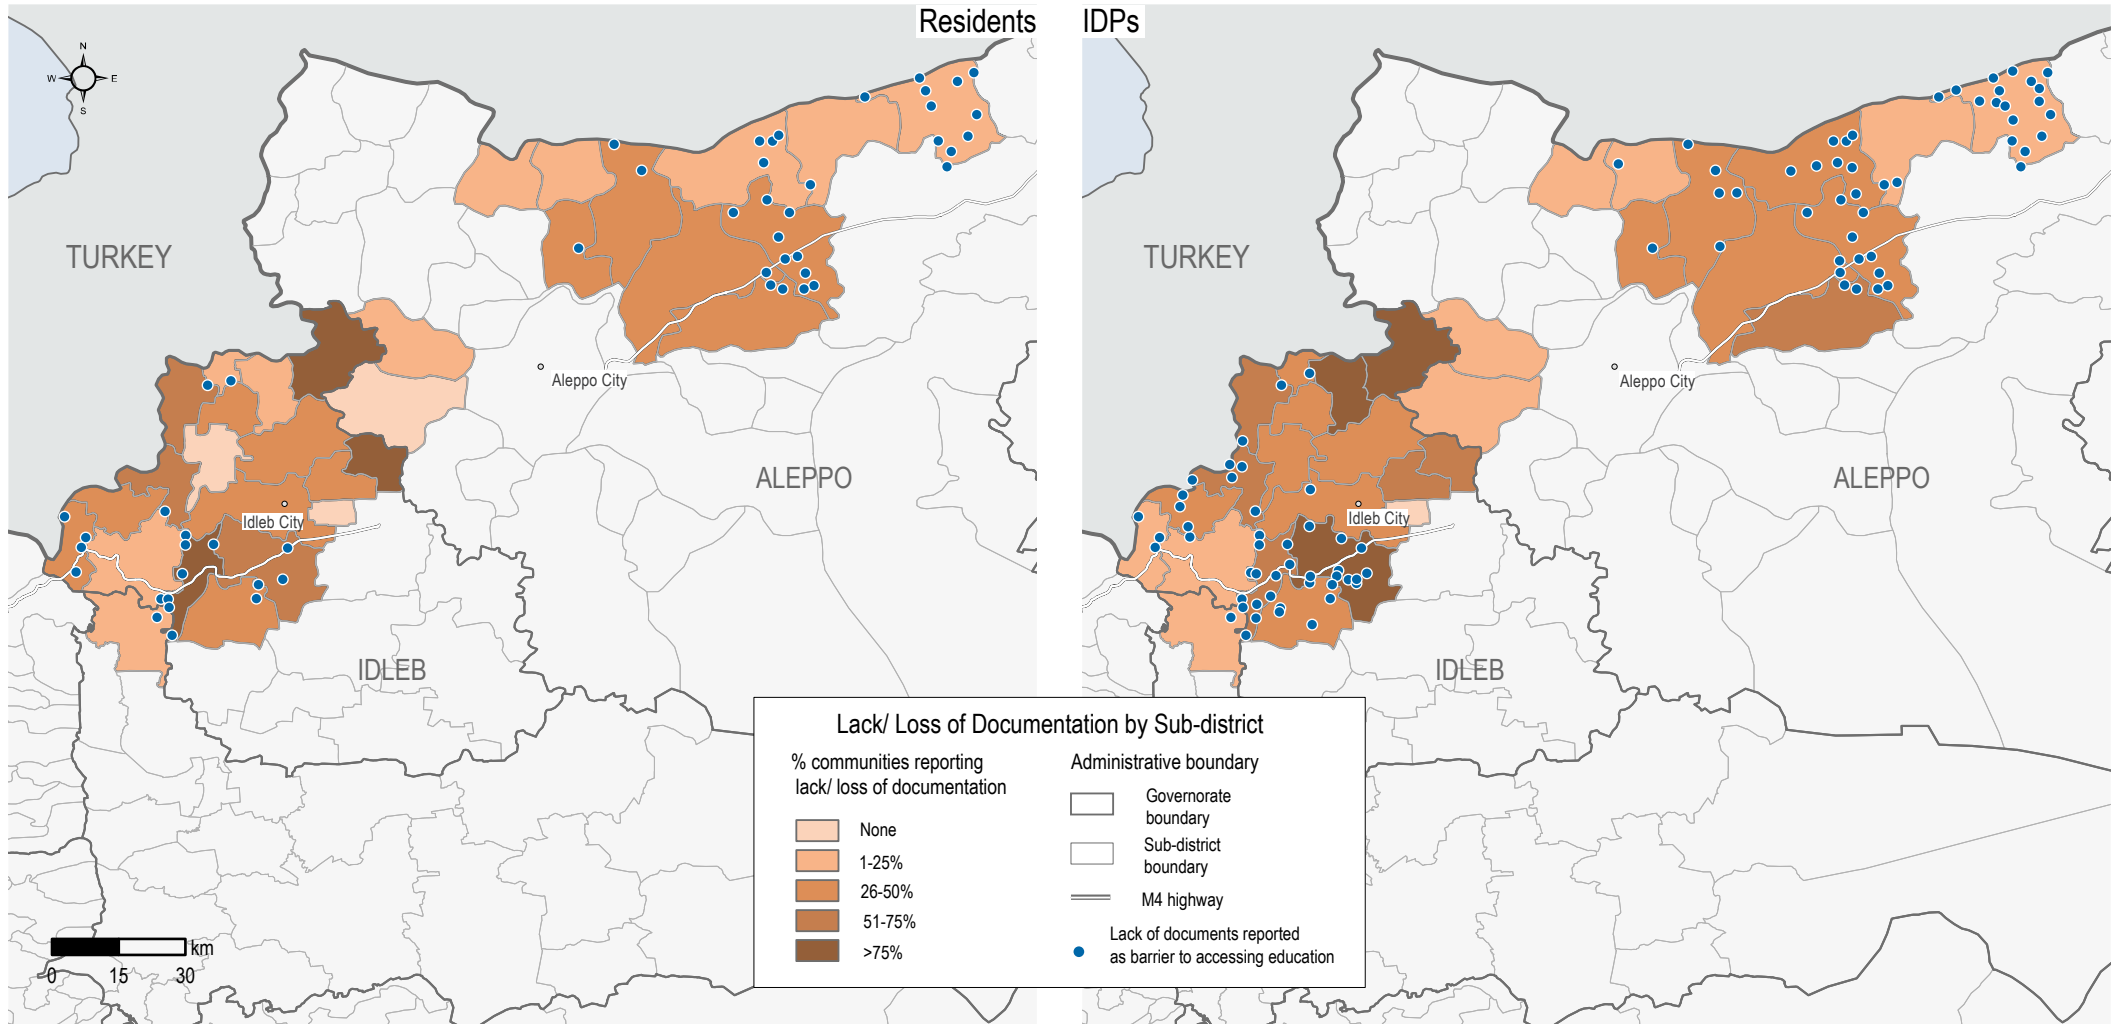 Residents
IDPs
N
W
E
S
TURKEY
TURKEY
Aleppo City
Aleppo City
ALEPPO
ALEPPO
Idleb City
Idleb City
IDLEB
IDLEB
Lack/ Loss of Documentation by Sub-district
% communities reporting
lack/ loss of documentation
None
1-25%
26-50%
51-75%
>75%
Administrative boundary
Governorate
boundary
Sub-district
boundary
M4 highway
Lack of documents reported
as barrier to accessing education
km
0 15 30